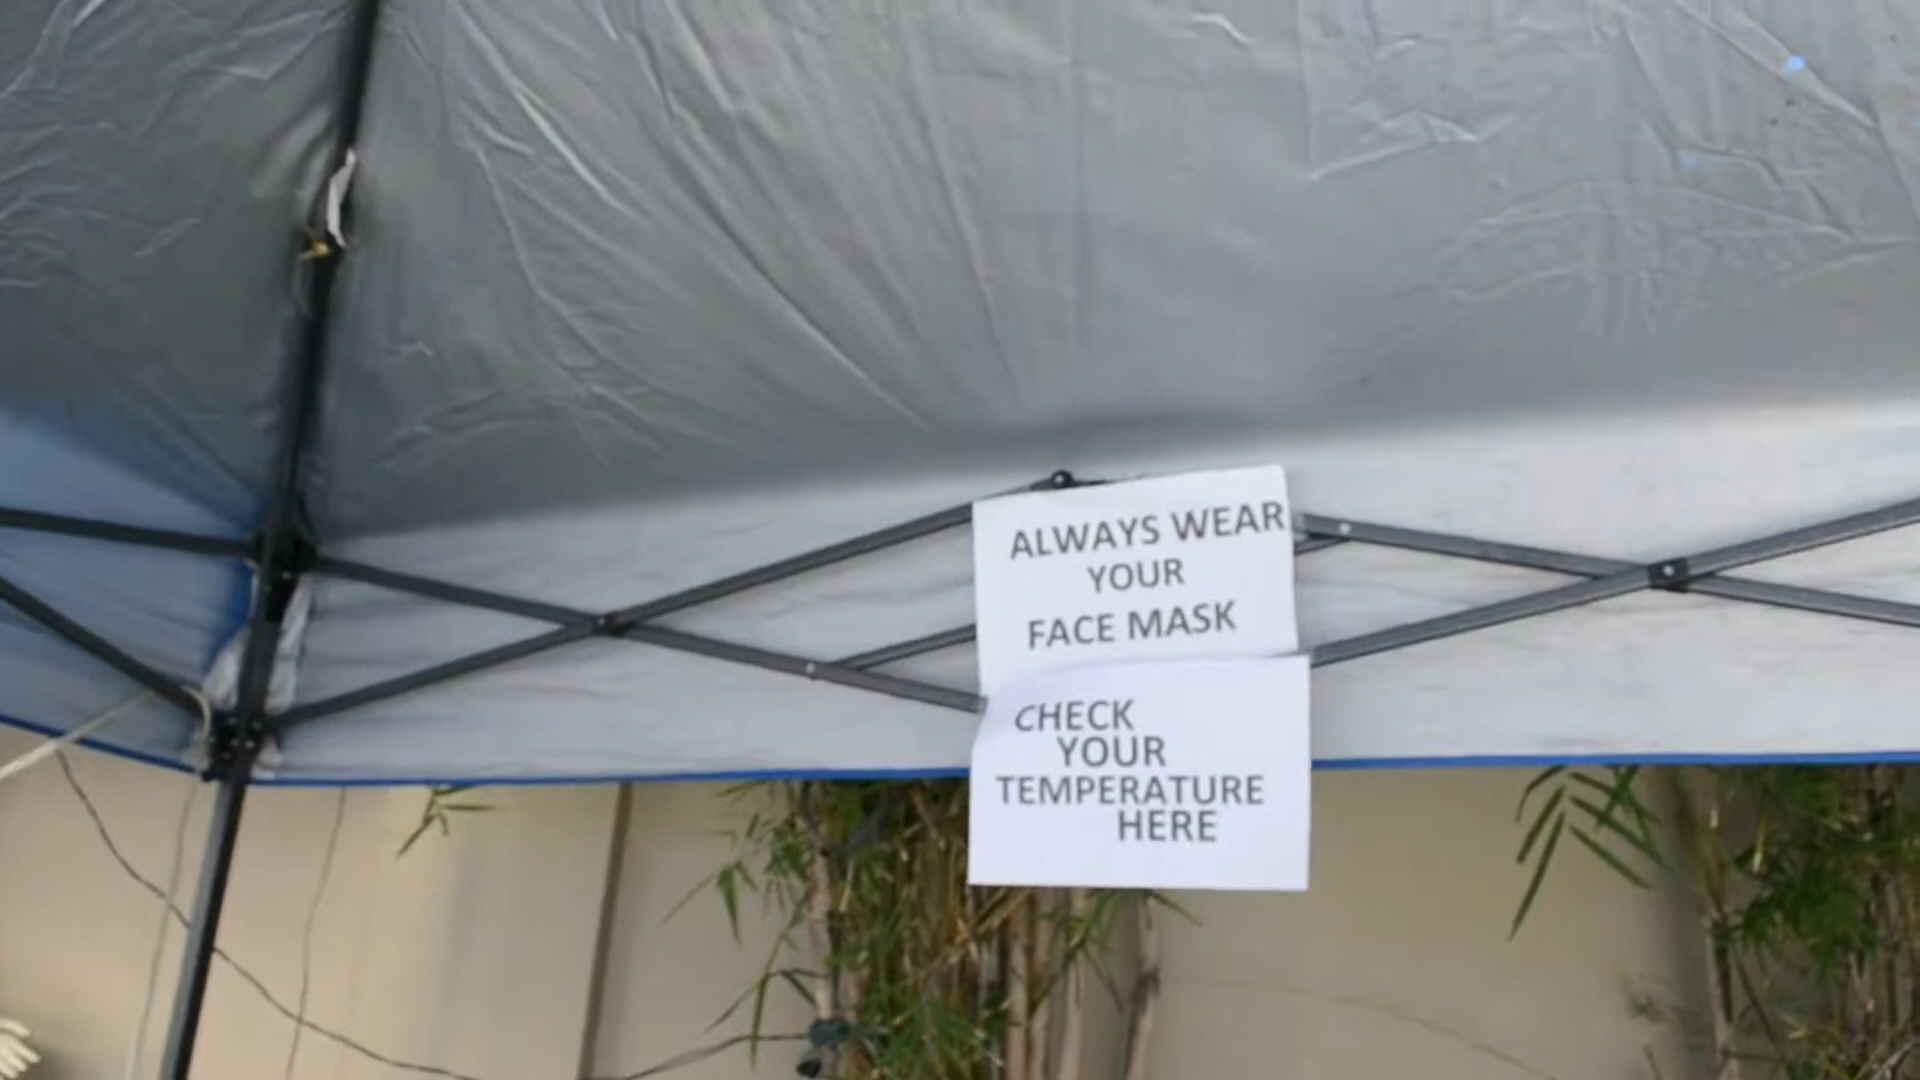 ALWAYS WEAR
YOUR
FACE MASK
CHECK
YOUR
TEMPERATURE
HERE